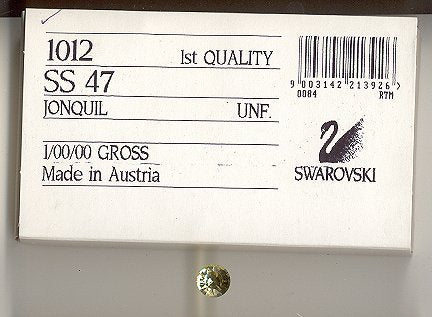 1012 1st QUALITY
SS 47
JONQUIL UNF.
1/00/00 GROSS
Made in Austria
9 003142 213926 >
0084 R7M
SWAROVSKI